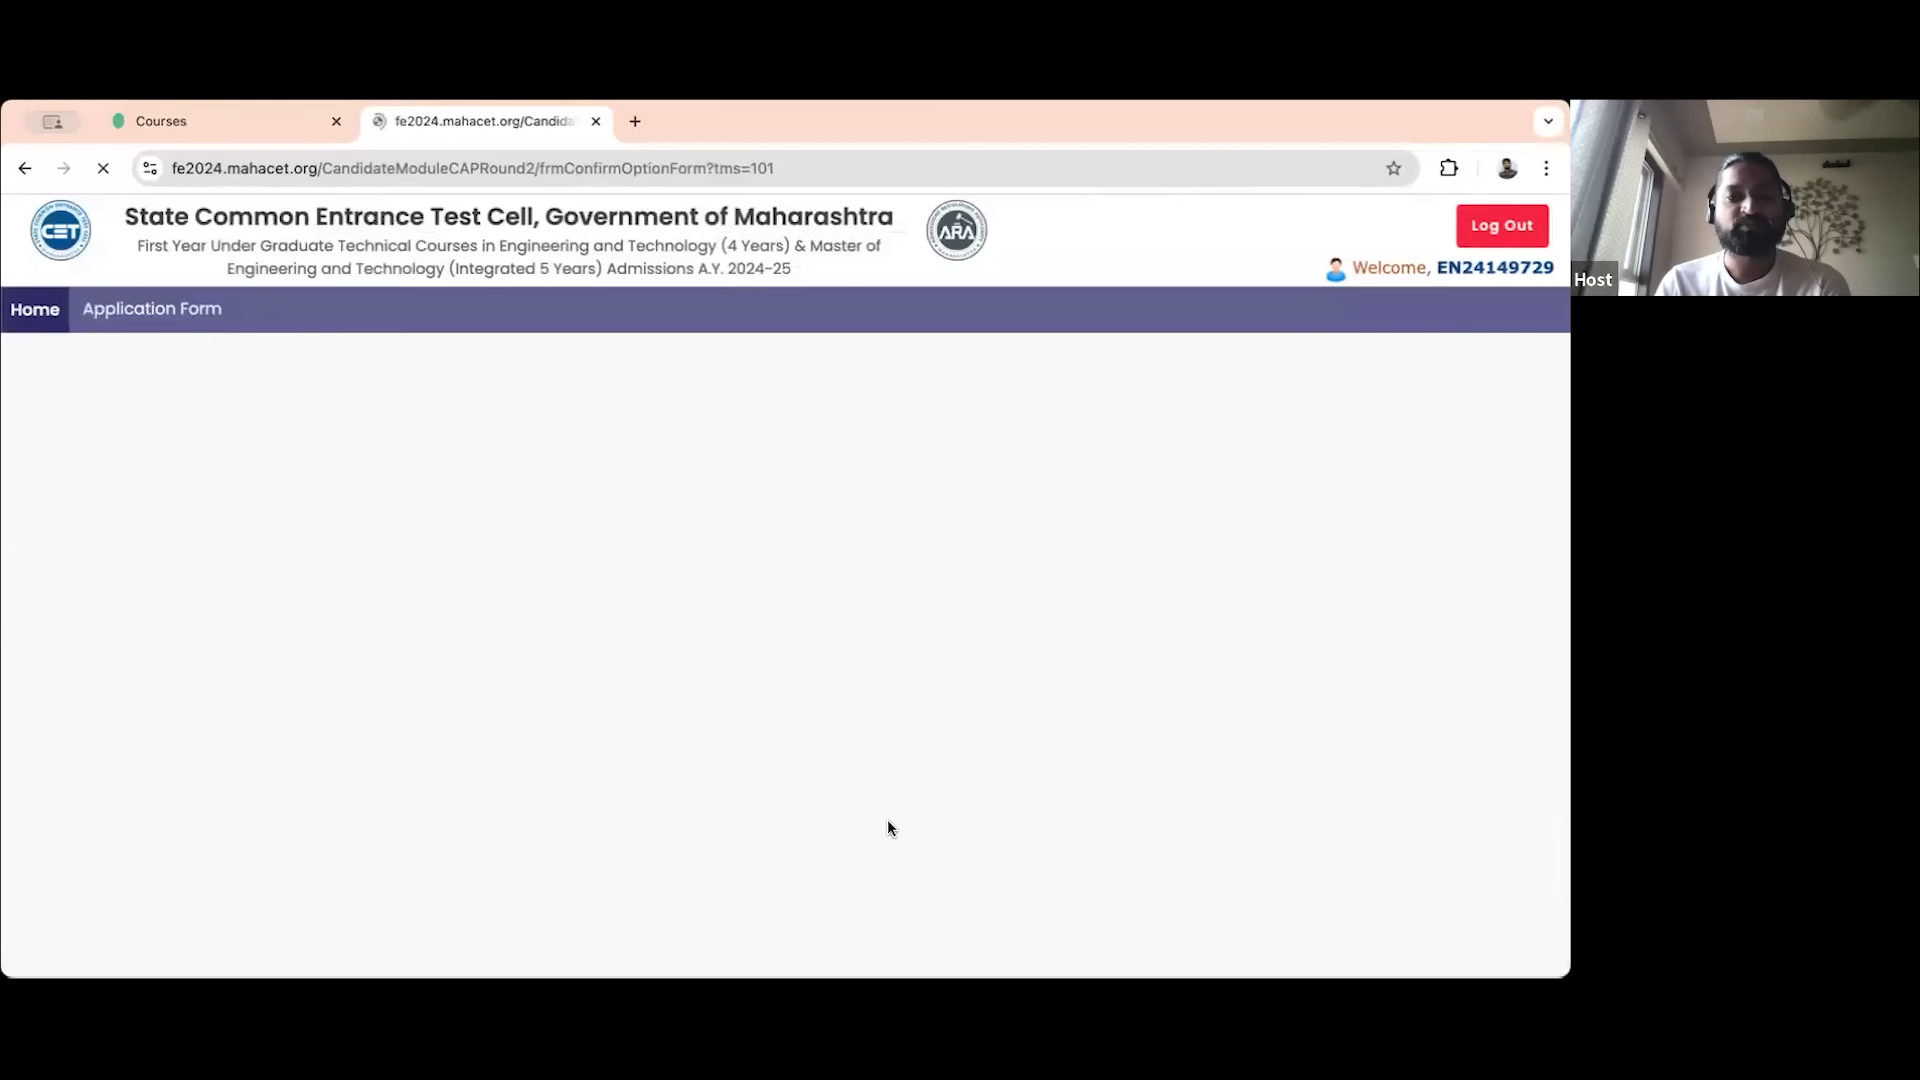 Courses
fe2024.mahacet.org/Candida
fe2024.mahacet.org/CandidateModuleCAPRound2/frmConfirmOptionForm?tms=101
CET
State Common Entrance Test Cell, Government of Maharashtra
First Year Under Graduate Technical Courses in Engineering and Technology (4 Years) & Master of
Engineering and Technology (Integrated 5 Years) Admissions A.Y. 2024-25
ARA
Log Out
Welcome, EN24149729
Host
Home
Application Form